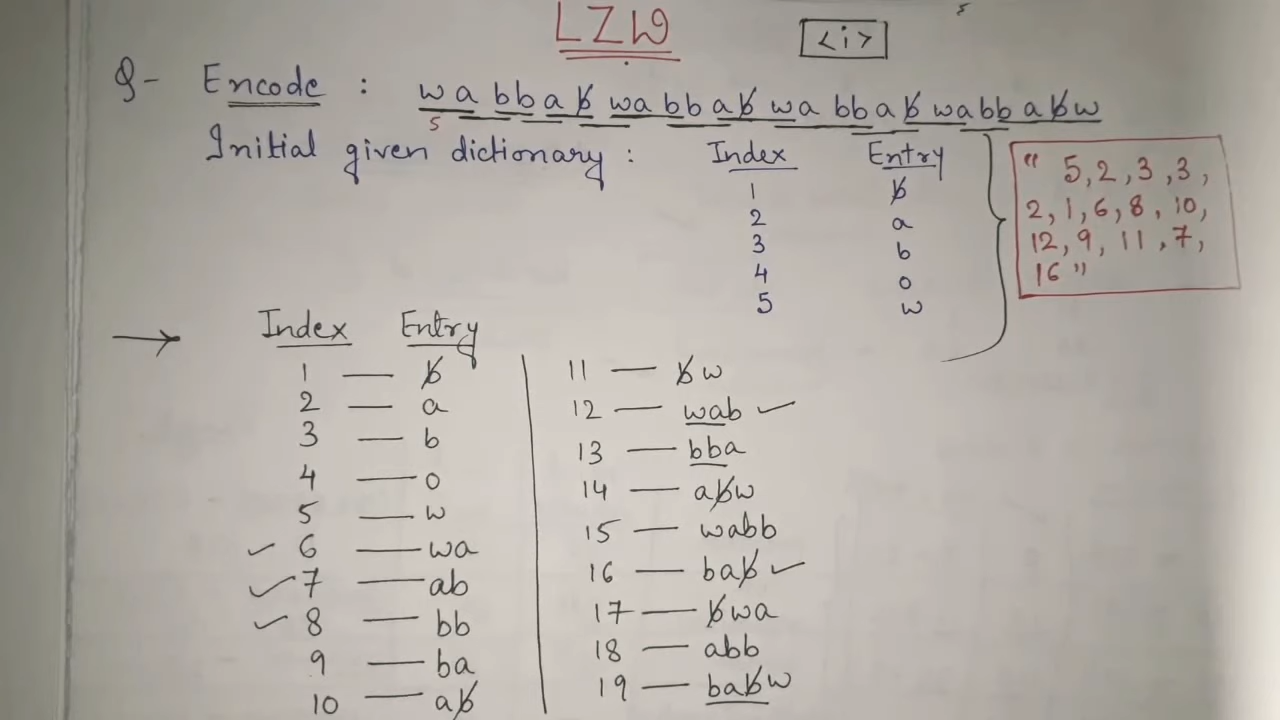 LZW
<i>
Q- Encode : wabbaƀwabbaƀwabbaƀwabbaƀw
Initial given dictionary : Index Entry
1 ƀ
2 a
3 b
4 o
5 w
5
" 5,2,3,3,
2,1,6,8,10,
12,9,11,7,
16 "
→ Index Entry
1 — ƀ
2 — a
3 — b
4 — o
5 — w
✓ 6 — wa
✓ 7 — ab
✓ 8 — bb
9 — ba
10 — aƀ
11 — ƀw
12 — wab ✓
13 — bba
14 — aƀw
15 — wabb
16 — baƀ ✓
17 — ƀwa
18 — abb
19 — baƀw